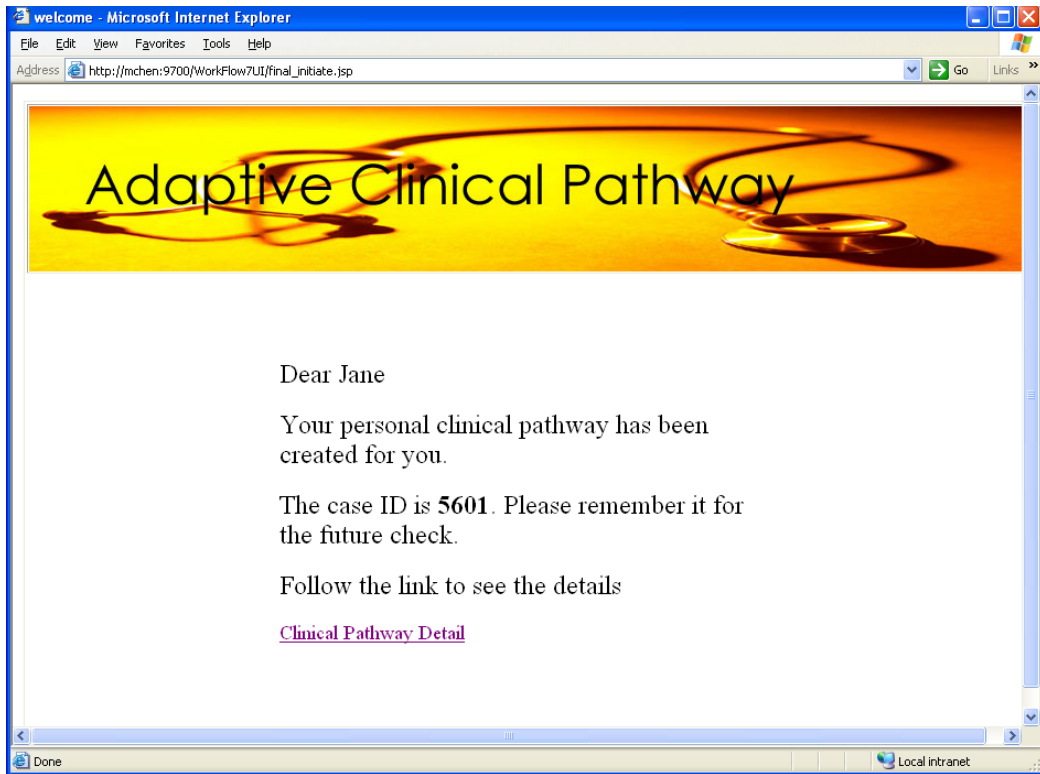 welcome - Microsoft Internet Explorer
File Edit View Favorites Tools Help
Address http://mchen:9700/WorkFlow7UI/final_initiate.jsp Go Links »
Adaptive Clinical Pathway
Dear Jane
Your personal clinical pathway has been
created for you.
The case ID is 5601. Please remember it for
the future check.
Follow the link to see the details
Clinical Pathway Detail
Done Local intranet